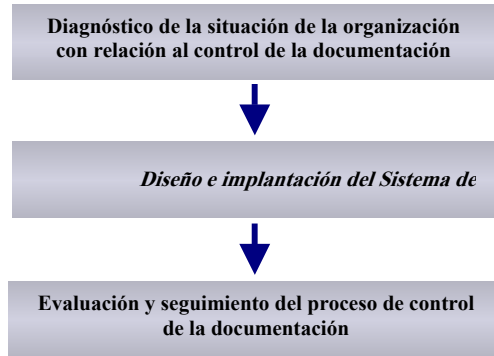 Diagnóstico de la situación de la organización
con relación al control de la documentación
Diseño e implantación del Sistema de
Evaluación y seguimiento del proceso de control
de la documentación